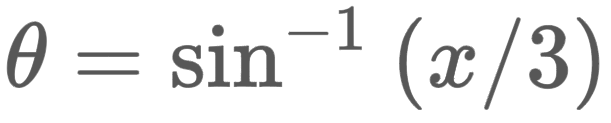 θ = sin⁻¹ (x/3)